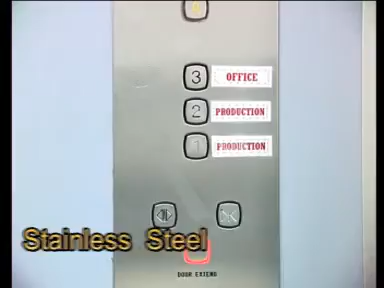 3 OFFICE
2 PRODUCTION
1 PRODUCTION
Stainless Steel
DOOR EXTEND